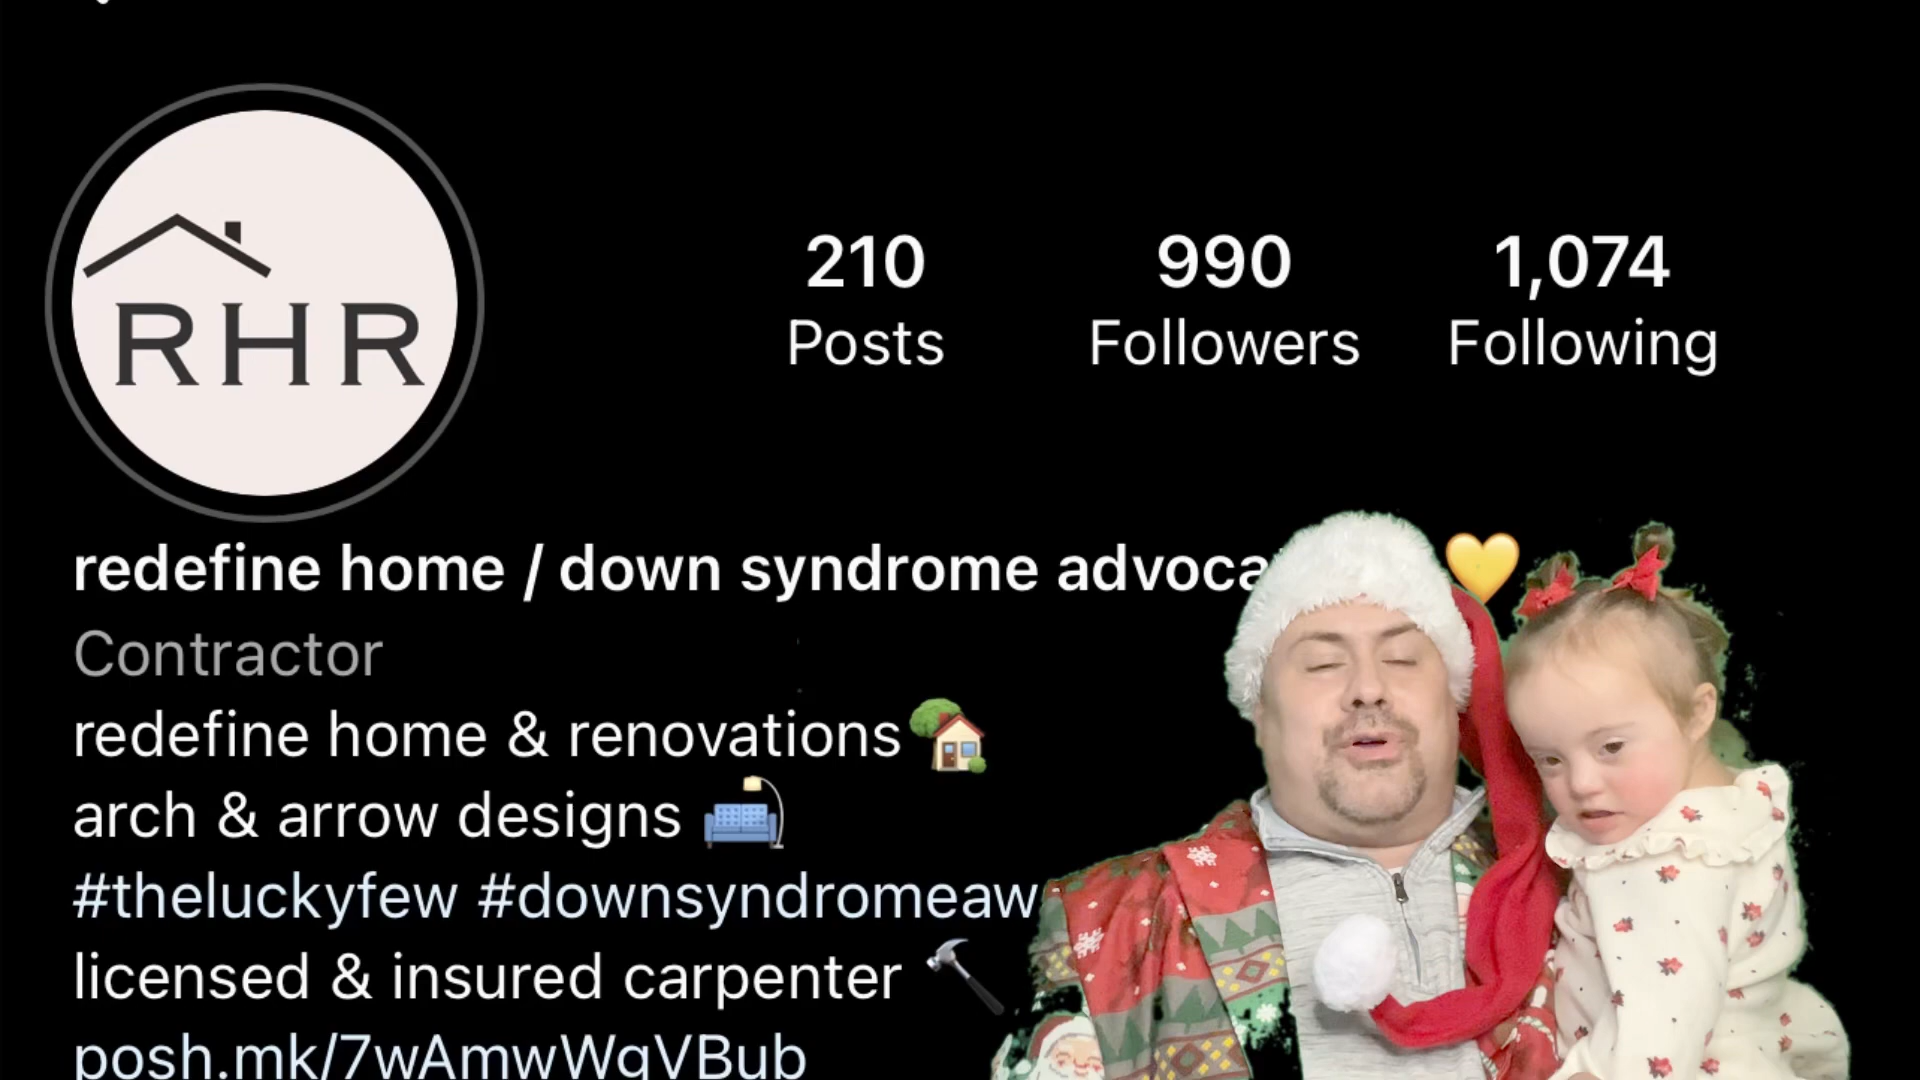 RHR
210 990 1,074
Posts Followers Following
redefine home / down syndrome advoca
Contractor
redefine home & renovations
arch & arrow designs
#theluckyfew #downsyndromeaw
licensed & insured carpenter
posh.mk/7wAmwWqVBub